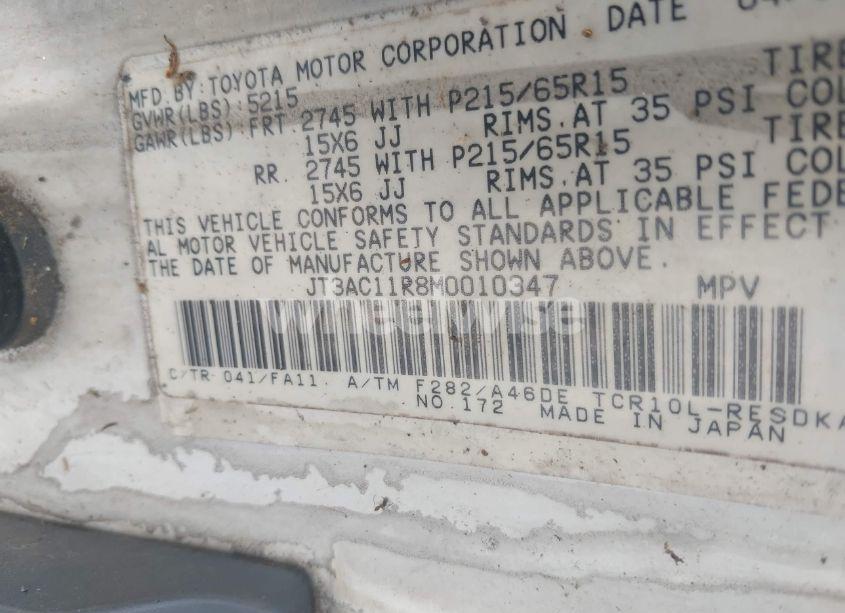 MFD. BY: TOYOTA MOTOR CORPORATION. DATE
GVWR(LBS): 5215
GAWR(LBS): FRT 2745 WITH P215/65R15 TIRE
15X6 JJ RIMS. AT 35 PSI COL
RR. 2745 WITH P215/65R15 TIRE
15X6 JJ RIMS. AT 35 PSI COL
THIS VEHICLE CONFORMS TO ALL APPLICABLE FEDE
AL MOTOR VEHICLE SAFETY STANDARDS IN EFFECT
THE DATE OF MANUFACTURE SHOWN ABOVE.
JT3AC11R8M0010347 MPV
wheelwise
C/TR 041/FA11. A/TM F282/A46DE TCR10L-RESDKA
NO.172 MADE IN JAPAN